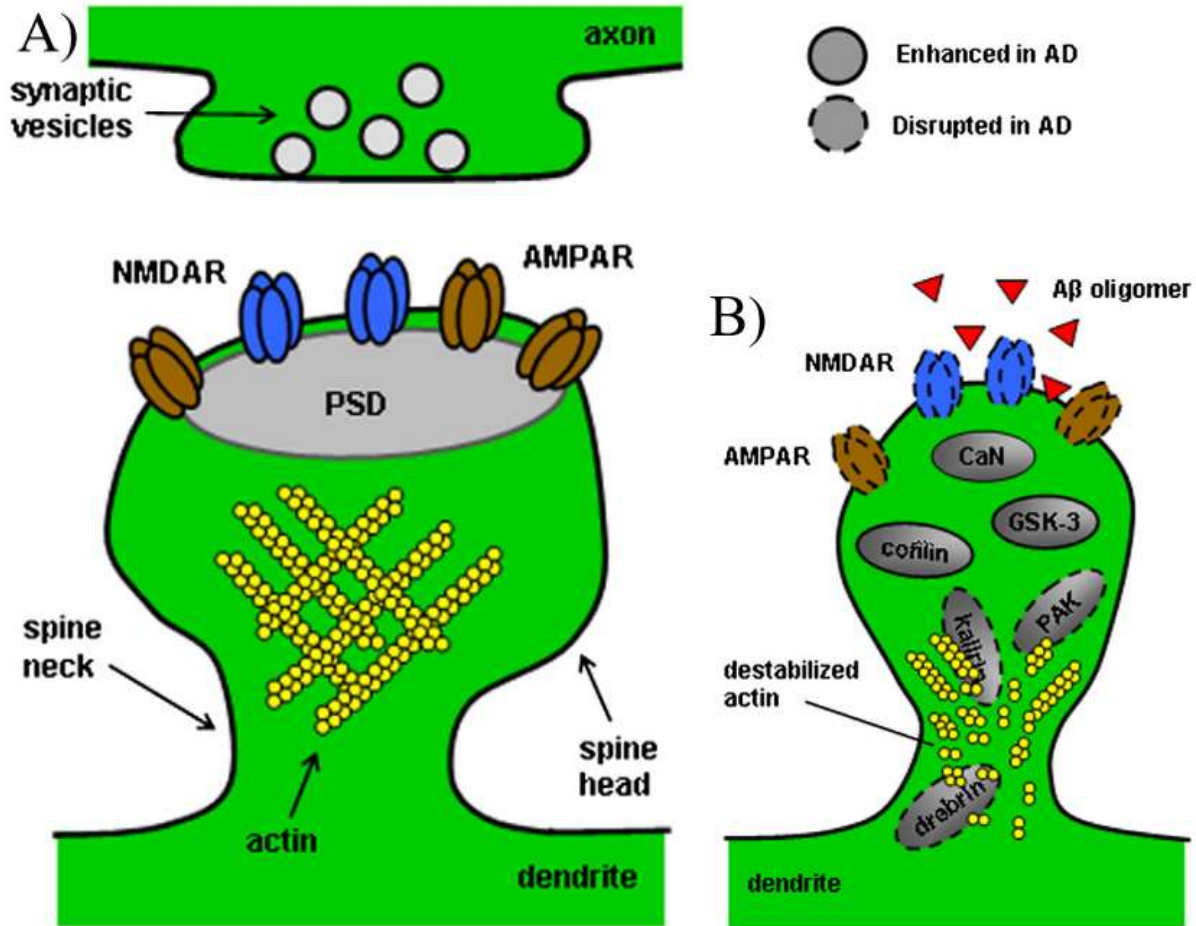 A)
axon
synaptic
vesicles
Enhanced in AD
Disrupted in AD
NMDAR
AMPAR
PSD
spine
neck
actin
spine
head
dendrite
B)
Aβ oligomer
NMDAR
AMPAR
CaN
GSK-3
cofilin
PAK
kalirin
destabilized
actin
drebrin
dendrite